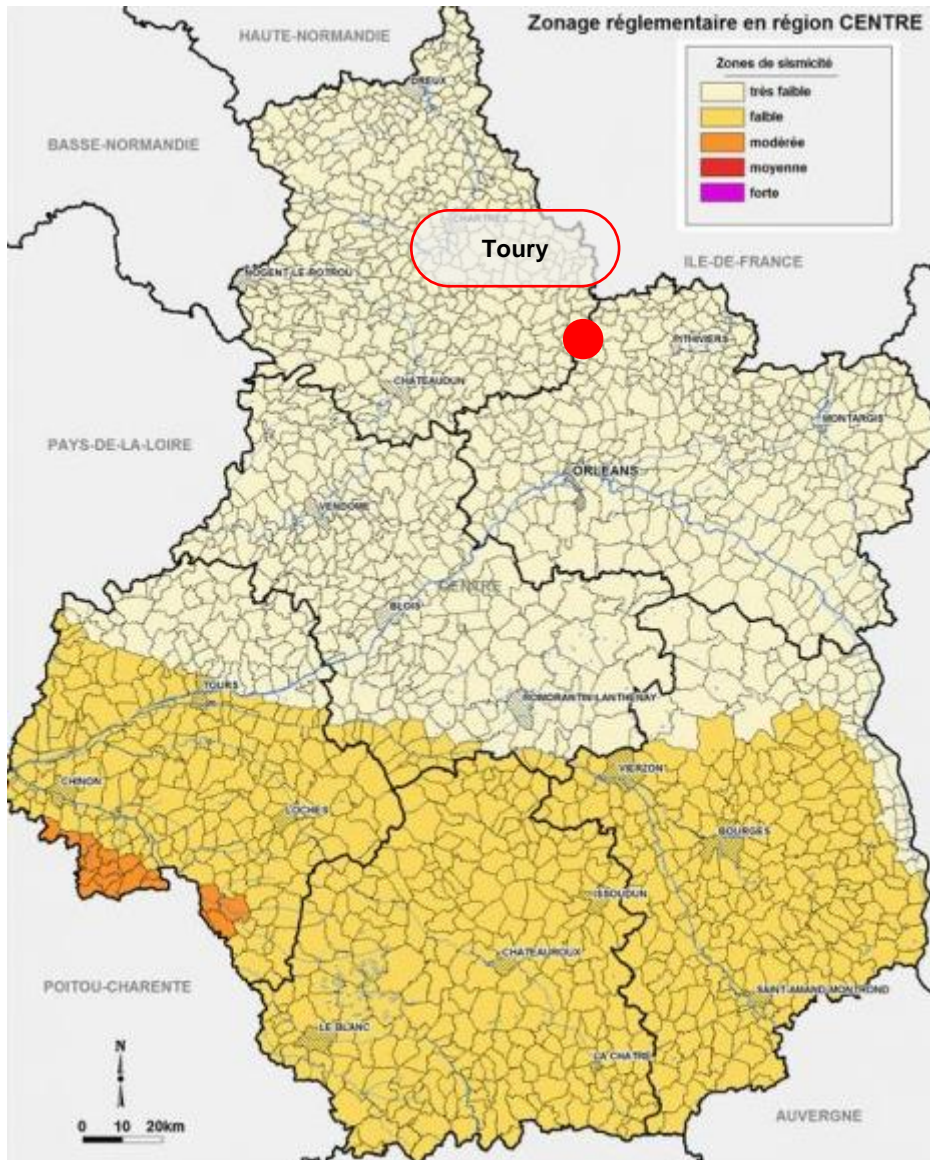 Zonage réglementaire en région CENTRE
HAUTE-NORMANDIE
Zones de sismicité
très faible
faible
modérée
moyenne
forte
DREUX
BASSE-NORMANDIE
CHARTRES
Toury
ILE-DE-FRANCE
NOGENT-LE-ROTROU
PITHIVIERS
CHATEAUDUN
MONTARGIS
PAYS-DE-LA-LOIRE
ORLEANS
VENDOME
CENTRE
BLOIS
TOURS
ROMORANTIN-LANTHENAY
VIERZON
CHINON
LOCHES
BOURGES
ISSOUDUN
CHATEAUROUX
POITOU-CHARENTE
SAINT-AMAND-MONTROND
LE BLANC
N
LA CHATRE
AUVERGNE
0 10 20km